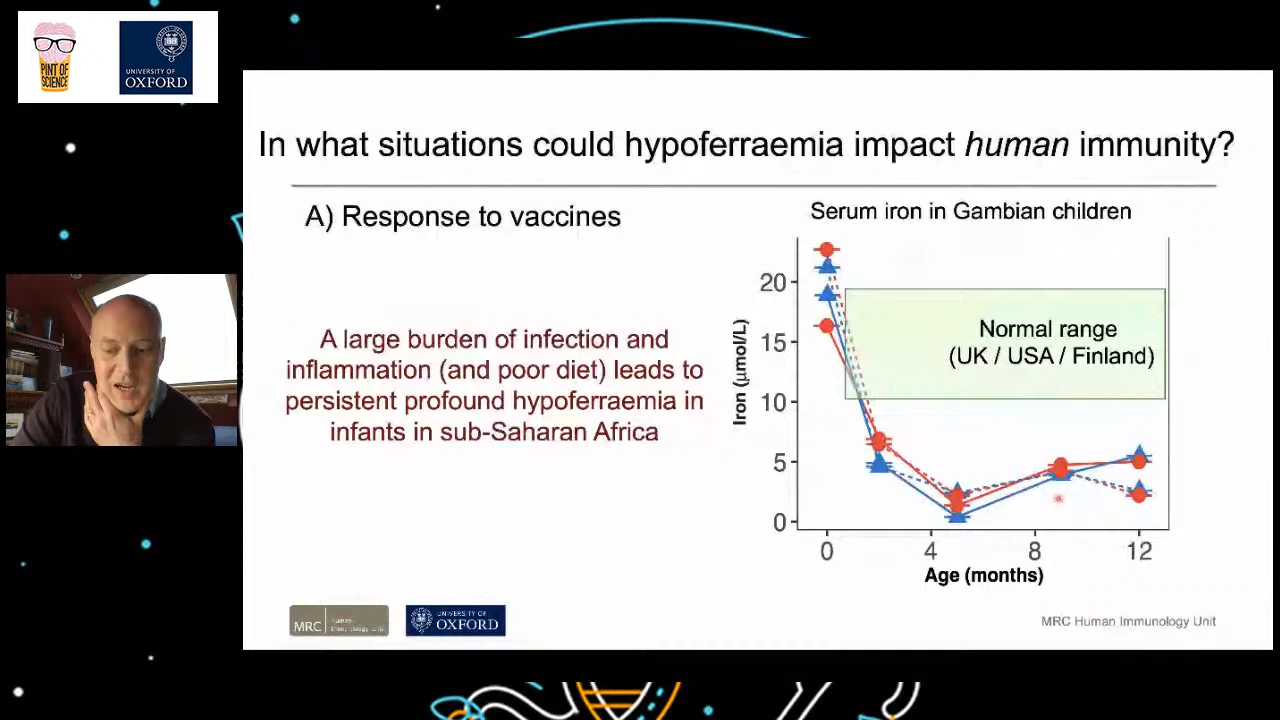 PINT OF
SCIENCE
UNIVERSITY OF
OXFORD
In what situations could hypoferraemia impact human immunity?
A) Response to vaccines
A large burden of infection and
inflammation (and poor diet) leads to
persistent profound hypoferraemia in
infants in sub-Saharan Africa
Serum iron in Gambian children
Normal range
(UK / USA / Finland)
Iron (μmol/L)
20
15
10
5
0
0 4 8 12
Age (months)
MRC
Human
Immunology Unit
UNIVERSITY OF
OXFORD
MRC Human Immunology Unit